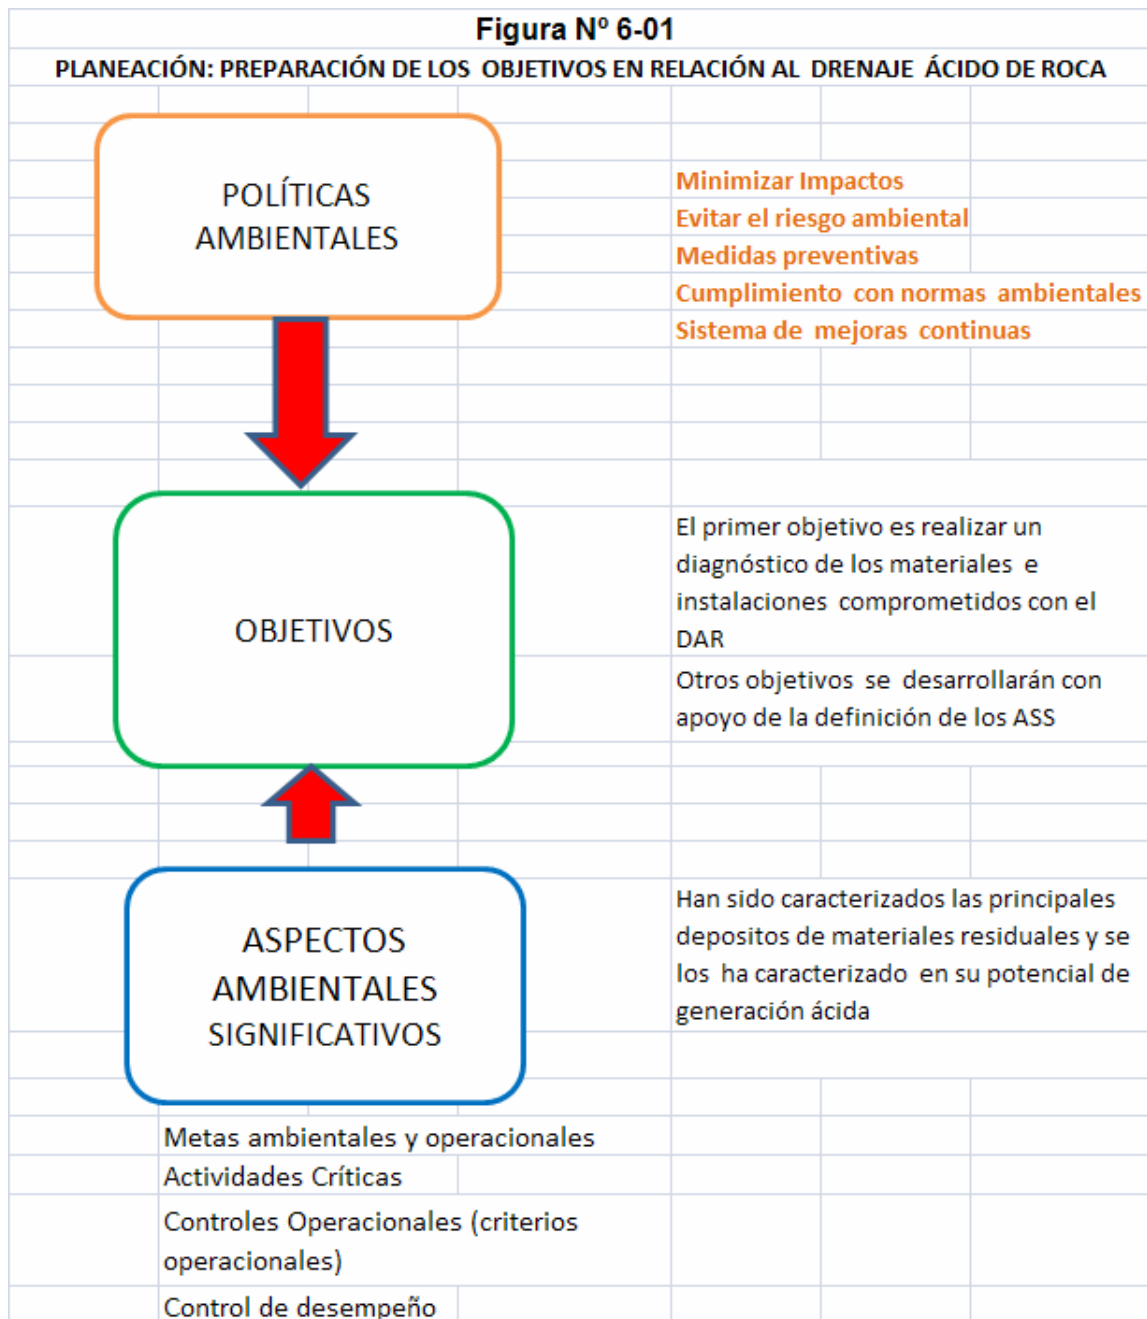 Figura Nº 6-01
PLANEACIÓN: PREPARACIÓN DE LOS OBJETIVOS EN RELACIÓN AL DRENAJE ÁCIDO DE ROCA
POLÍTICAS
AMBIENTALES
Minimizar Impactos
Evitar el riesgo ambiental
Medidas preventivas
Cumplimiento con normas ambientales
Sistema de mejoras continuas
OBJETIVOS
El primer objetivo es realizar un
diagnóstico de los materiales e
instalaciones comprometidos con el
DAR
Otros objetivos se desarrollarán con
apoyo de la definición de los ASS
ASPECTOS
AMBIENTALES
SIGNIFICATIVOS
Han sido caracterizados las principales
depositos de materiales residuales y se
los ha caracterizado en su potencial de
generación ácida
Metas ambientales y operacionales
Actividades Críticas
Controles Operacionales (criterios
operacionales)
Control de desempeño